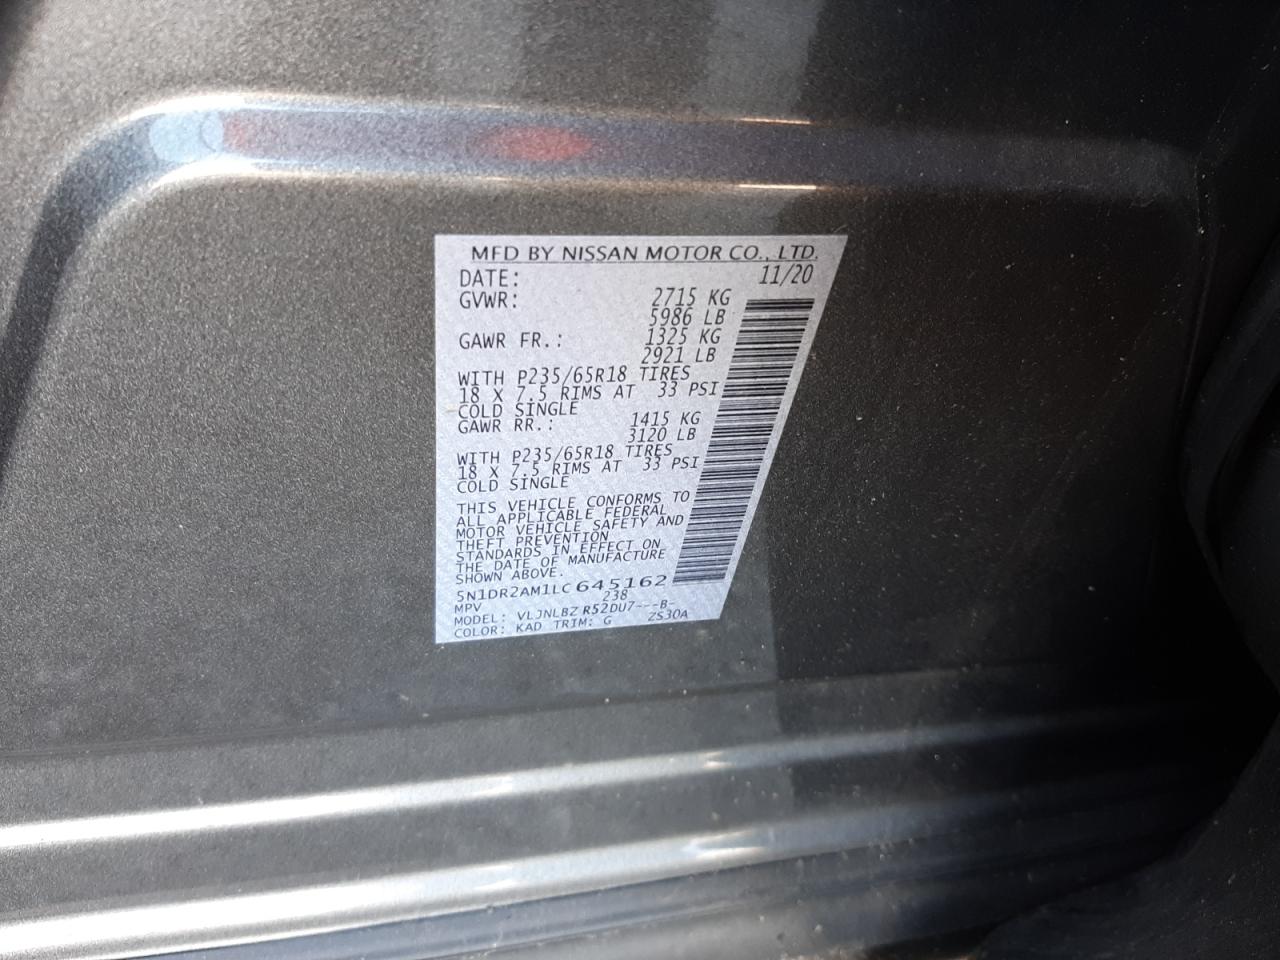 MFD BY NISSAN MOTOR CO., LTD.
DATE: 11/20
GVWR: 2715 KG
5986 LB
GAWR FR.: 1325 KG
2921 LB
WITH P235/65R18 TIRES
18 X 7.5 RIMS AT 33 PSI
COLD SINGLE
GAWR RR.: 1415 KG
3120 LB
WITH P235/65R18 TIRES
18 X 7.5 RIMS AT 33 PSI
COLD SINGLE
THIS VEHICLE CONFORMS TO
ALL APPLICABLE FEDERAL
MOTOR VEHICLE SAFETY AND
THEFT PREVENTION
STANDARDS IN EFFECT ON
THE DATE OF MANUFACTURE
SHOWN ABOVE.
5N1DR2AM1LC645162
MPV 238
MODEL: VLJNLBZ R52DU7---B-
COLOR: KAD TRIM: G ZS30A